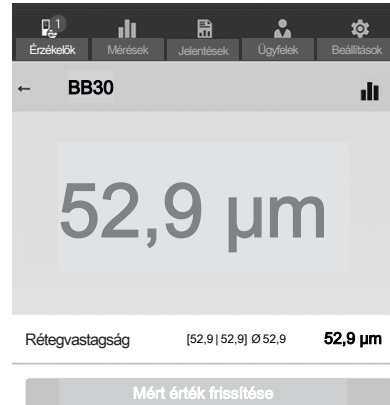 1
Érzékelők Mérések Jelentések Ügyfelek Beállítások
← BB30
52,9 µm
Rétegvastagság [52,9|52,9] Ø 52,9 52,9 µm
Mért érték frissítése